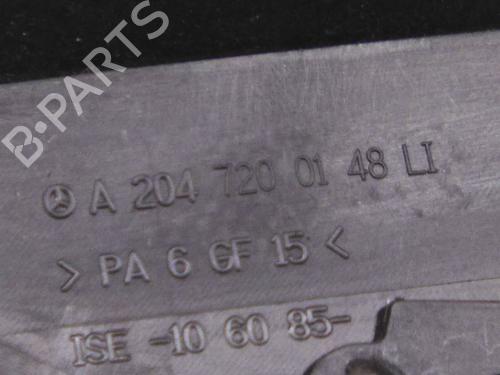 B-PARTS
A 204 720 01 48 LI
> PA 6 GF 15 <
ISE -10 60 85-